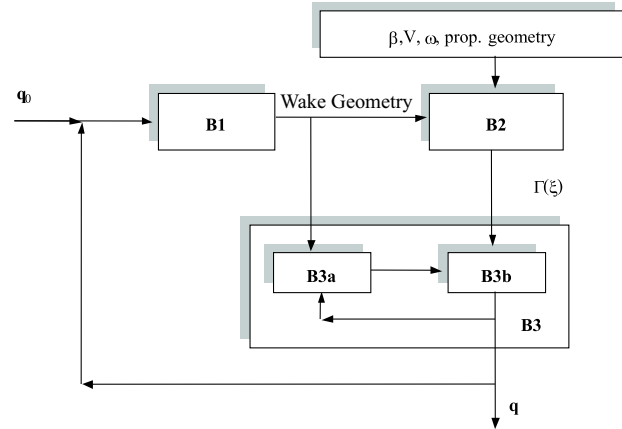 β,V, ω, prop. geometry
q₀
Wake Geometry
B1
B2
Γ(ξ)
B3a
B3b
B3
q